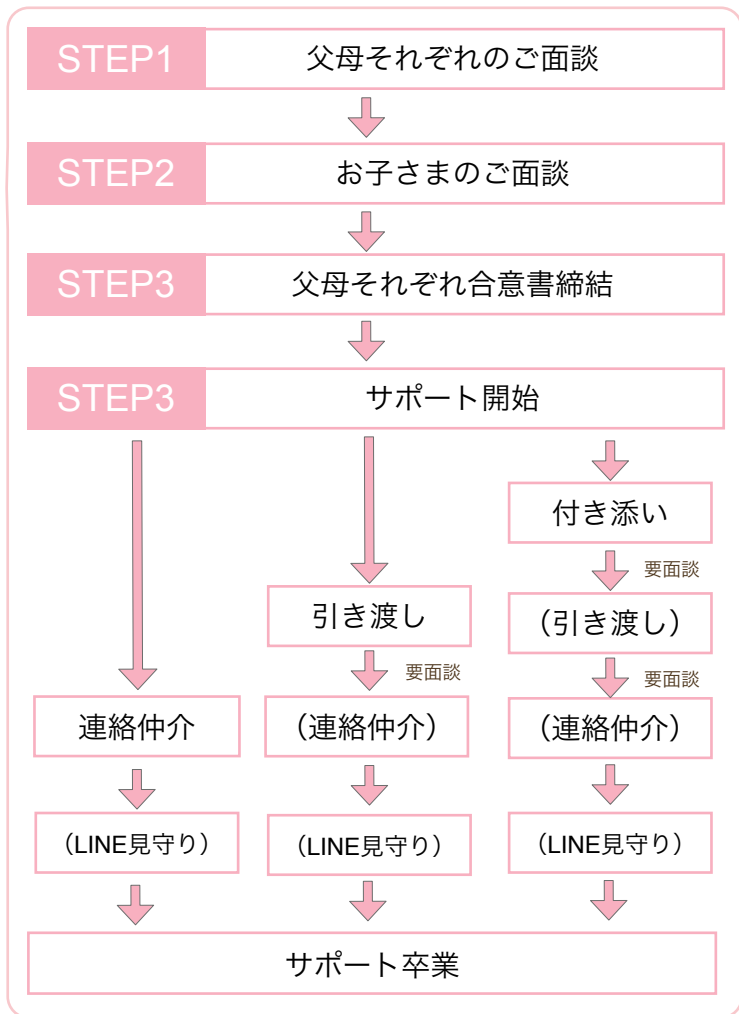 STEP1 父母それぞれのご面談
STEP2 お子さまのご面談
STEP3 父母それぞれ合意書締結
STEP3 サポート開始
付き添い
要面談
引き渡し
（引き渡し）
要面談
要面談
連絡仲介
（連絡仲介）
（連絡仲介）
（LINE見守り）
（LINE見守り）
（LINE見守り）
サポート卒業